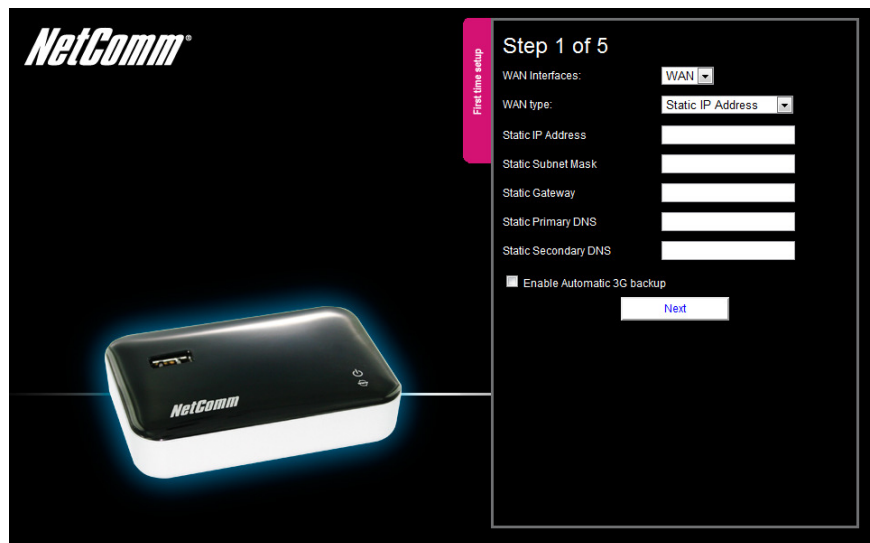 NetComm®
First time setup
Step 1 of 5
WAN Interfaces: WAN
WAN type: Static IP Address
Static IP Address
Static Subnet Mask
Static Gateway
Static Primary DNS
Static Secondary DNS
Enable Automatic 3G backup
Next
NetComm